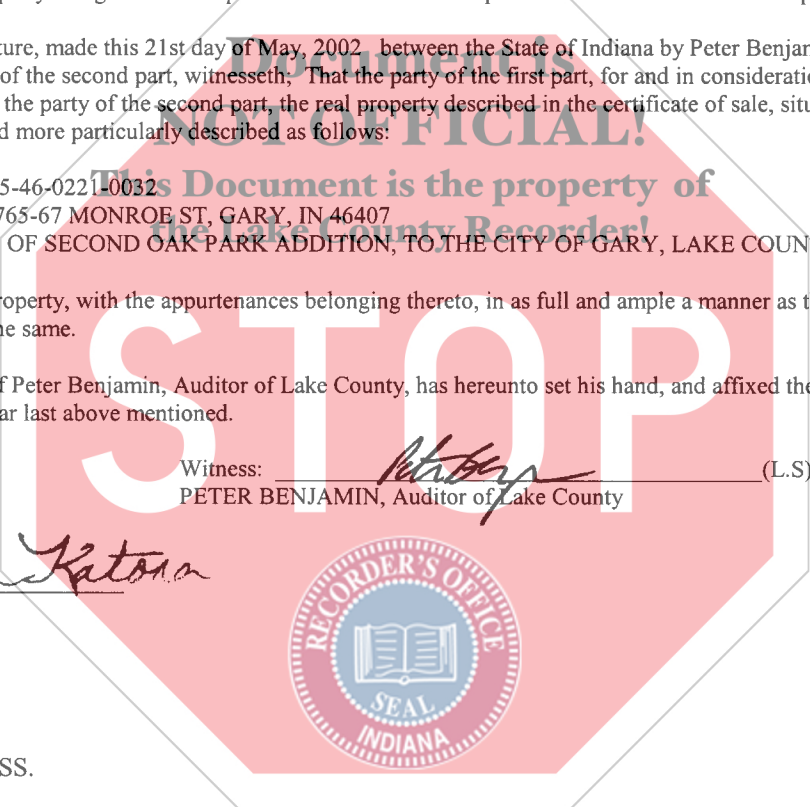 ture, made this 21st day of May, 2002 between the State of Indiana by Peter Benjam
of the second part, witnesseth; That the party of the first part, for and in consideratio
the party of the second part, the real property described in the certificate of sale, situ
d more particularly described as follows:
Document is
NOT OFFICIAL!
This Document is the property of
the Lake County Recorder!
5-46-0221-0032
765-67 MONROE ST, GARY, IN 46407
OF SECOND OAK PARK ADDITION, TO THE CITY OF GARY, LAKE COUN
roperty, with the appurtenances belonging thereto, in as full and ample a manner as t
ne same.
STOP
f Peter Benjamin, Auditor of Lake County, has hereunto set his hand, and affixed the
ar last above mentioned.
Witness: (L.S)
PETER BENJAMIN, Auditor of Lake County
Katona
RECORDER'S OFFICE
SEAL
INDIANA
SS.